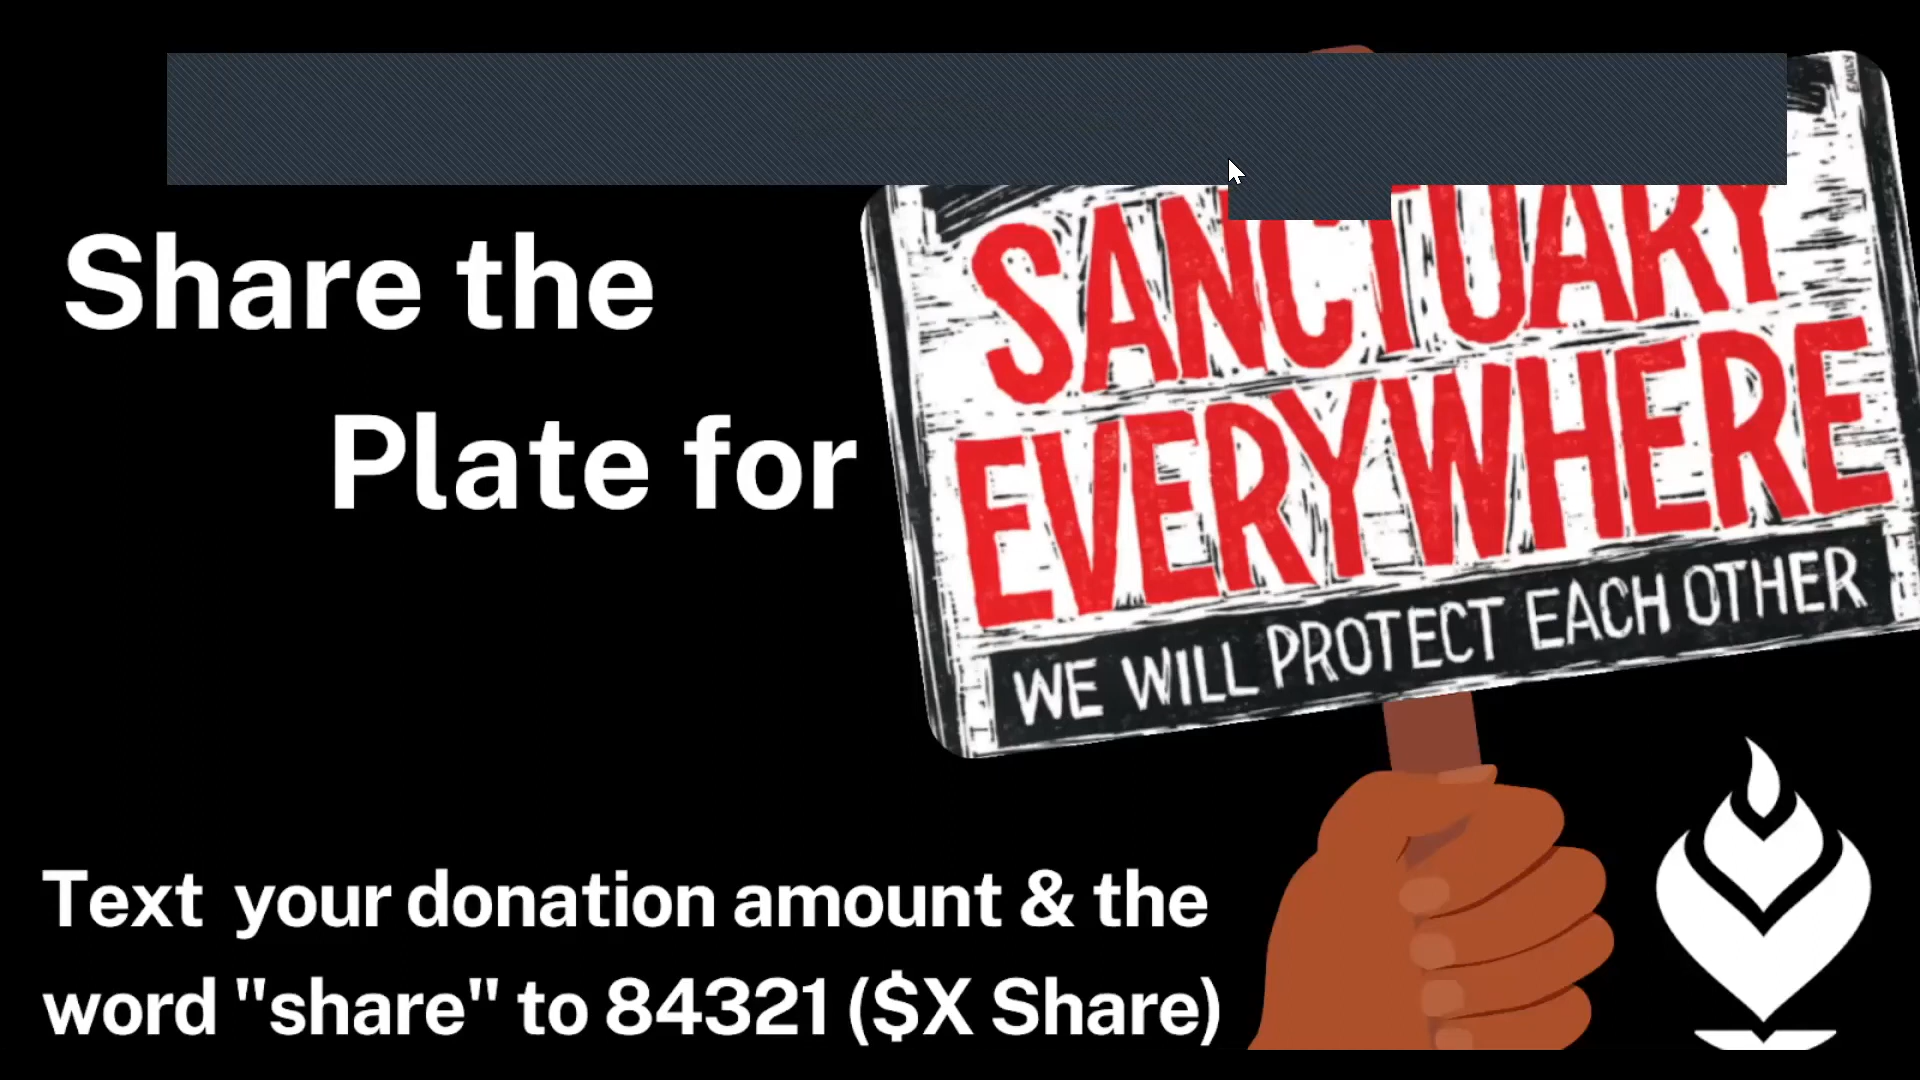 Share the
Plate for
SANCTUARY
EVERYWHERE
WE WILL PROTECT EACH OTHER
Text your donation amount & the
word "share" to 84321 ($X Share)